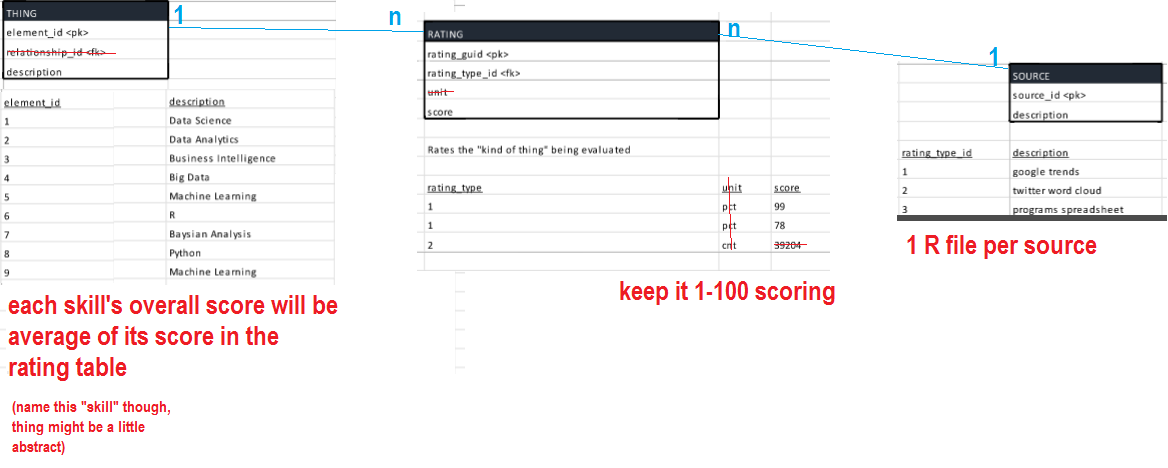 THING
element_id <pk>
relationship_id <fk>
description
1
n
element_id description
1 Data Science
2 Data Analytics
3 Business Intelligence
4 Big Data
5 Machine Learning
6 R
7 Baysian Analysis
8 Python
9 Machine Learning
each skill's overall score will be
average of its score in the
rating table
(name this "skill" though,
thing might be a little
abstract)
RATING
rating_guid <pk>
rating_type_id <fk>
unit
score
n
1
Rates the "kind of thing" being evaluated
rating_type unit score
1 pct 99
1 pct 78
2 cnt 39204
keep it 1-100 scoring
SOURCE
source_id <pk>
description
rating_type_id description
1 google trends
2 twitter word cloud
3 programs spreadsheet
1 R file per source